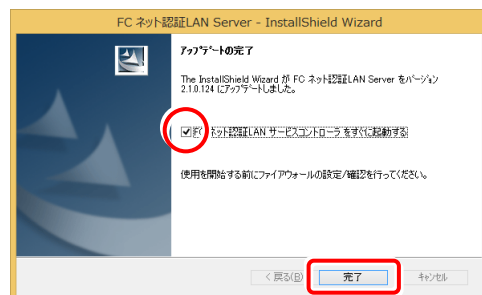 FC ネット認証LAN Server - InstallShield Wizard
ｱｯﾌﾟﾃﾞｰﾄの完了
The InstallShield Wizard が FC ネット認証LAN Server をﾊﾞｰｼﾞｮﾝ
2.1.0.124 にｱｯﾌﾟﾃﾞｰﾄしました。
FC ネット認証LAN サービスコントローラ をすぐに起動する
使用を開始する前にファイアウォールの設定/確認を行ってください。
< 戻る(B)
完了
ｷｬﾝｾﾙ